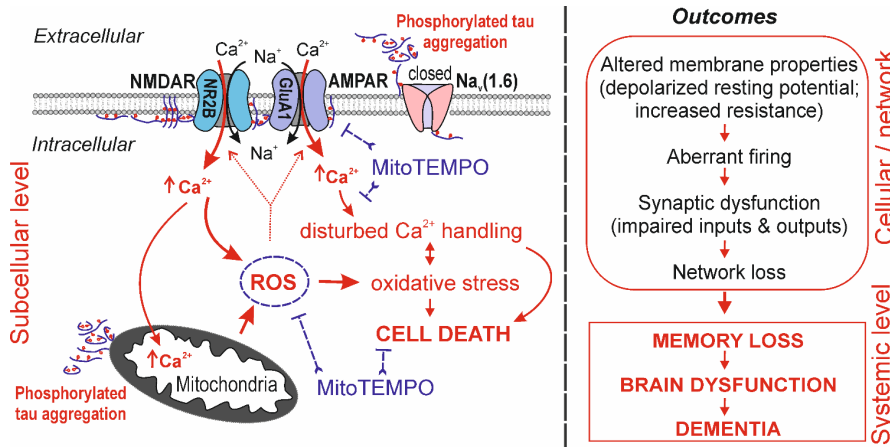 Extracellular
Phosphorylated tau
aggregation
Ca²⁺
Na⁺
Ca²⁺
NMDAR
NR2B
GluA1
AMPAR
closed
Naᵥ(1.6)
Intracellular
Na⁺
MitoTEMPO
↑Ca²⁺
↑Ca²⁺
disturbed Ca²⁺ handling
ROS
oxidative stress
CELL DEATH
↑Ca²⁺
Mitochondria
MitoTEMPO
Phosphorylated
tau aggregation
Subcellular level
Outcomes
Altered membrane properties
(depolarized resting potential;
increased resistance)
Aberrant firing
Synaptic dysfunction
(impaired inputs & outputs)
Network loss
Cellular / network
MEMORY LOSS
BRAIN DYSFUNCTION
DEMENTIA
Systemic level